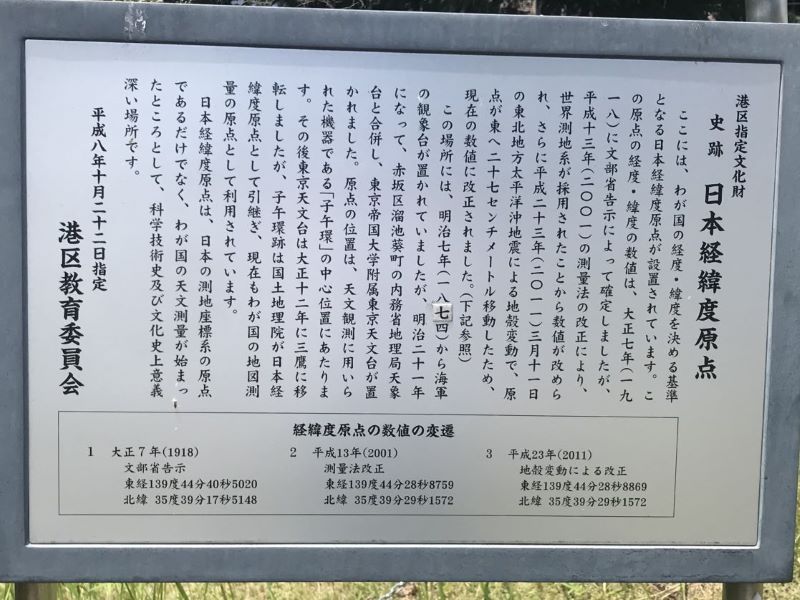 港区指定文化財
史跡 日本経緯度原点
ここには、わが国の経度・緯度を決める基準
となる日本経緯度原点が設置されています。こ
の原点の経度・緯度の数値は、大正七年(一九
一八)に文部省告示によって確定しましたが、
平成十三年(二〇〇一)の測量法の改正により、
世界測地系が採用されたことから数値が改めら
れ、さらに平成二十三年(二〇一一)三月十一日
の東北地方太平洋沖地震による地殻変動で、原
点が東へ二十七センチメートル移動したため、
現在の数値に改正されました。(下記参照)
この場所には、明治七年(一八七四)から海軍
の観象台が置かれていましたが、明治二十一年
になって、赤坂区溜池葵町の内務省地理局天象
台と合併し、東京帝国大学附属東京天文台が置
かれました。原点の位置は、天文観測に用いら
れた機器である「子午環」の中心位置にあたりま
す。その後東京天文台は大正十二年に三鷹に移
転しましたが、子午環跡は国土地理院が日本経
緯度原点として引継ぎ、現在もわが国の地図測
量の原点として利用されています。
日本経緯度原点は、日本の測地座標系の原点
であるだけでなく、わが国の天文測量が始まっ
たところとして、科学技術史及び文化史上意義
深い場所です。
平成八年十月二十二日指定
港区教育委員会
経緯度原点の数値の変遷
1 大正7年(1918)
文部省告示
東経139度44分40秒5020
北緯 35度39分17秒5148
2 平成13年(2001)
測量法改正
東経139度44分28秒8759
北緯 35度39分29秒1572
3 平成23年(2011)
地殻変動による改正
東経139度44分28秒8869
北緯 35度39分29秒1572